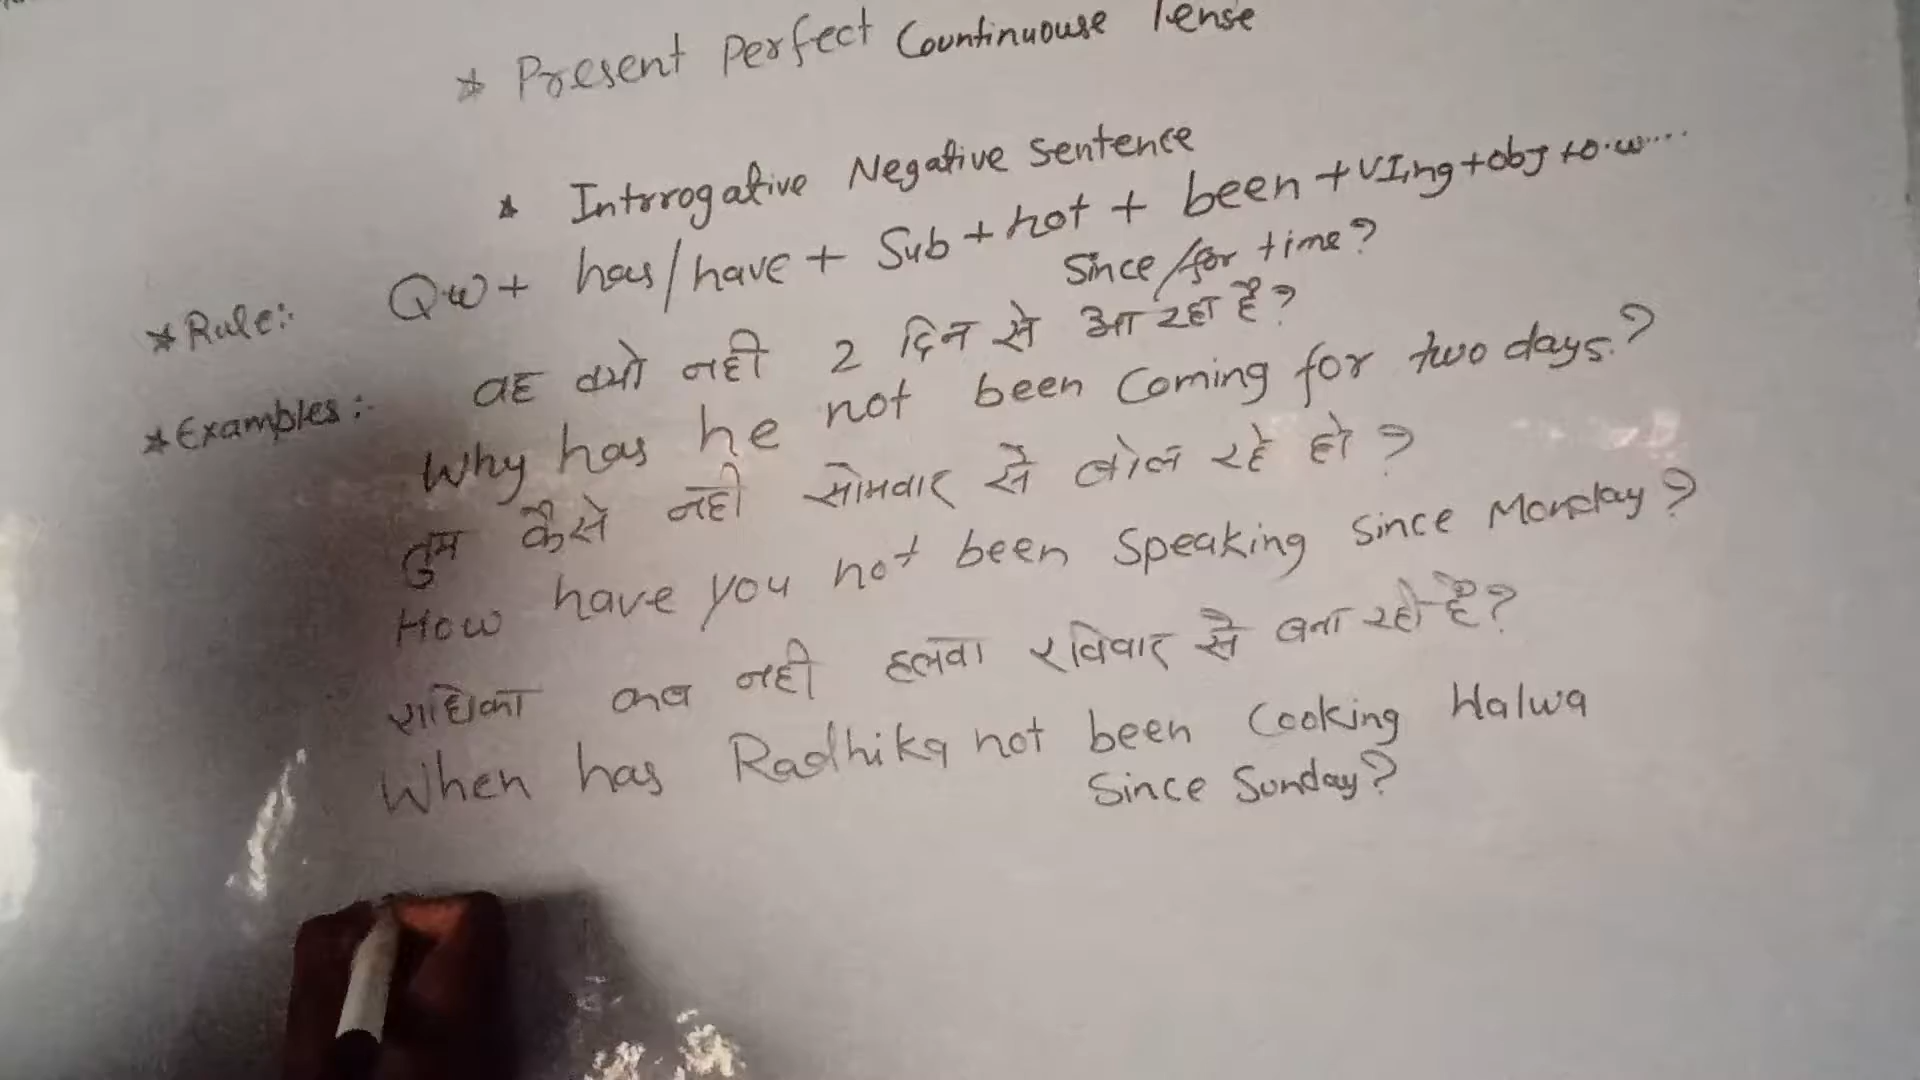 * Present Perfect Countinuouse Tense
* Intrrogative Negative Sentence
*Rule:- Q.w + has/have + Sub + not + been + VIing + obj + o.w....
Since/for time?
*Examples:- वह क्यो नही 2 दिन से आ रहा है?
Why has he not been Coming for two days.?
तुम कैसे नही सोमवार से बोल रहे हो?
How have you not been Speaking Since Monday?
राधिका कब नही हलवा रविवार से बना रही है?
When has Radhika not been Cooking Halwa
Since Sunday?